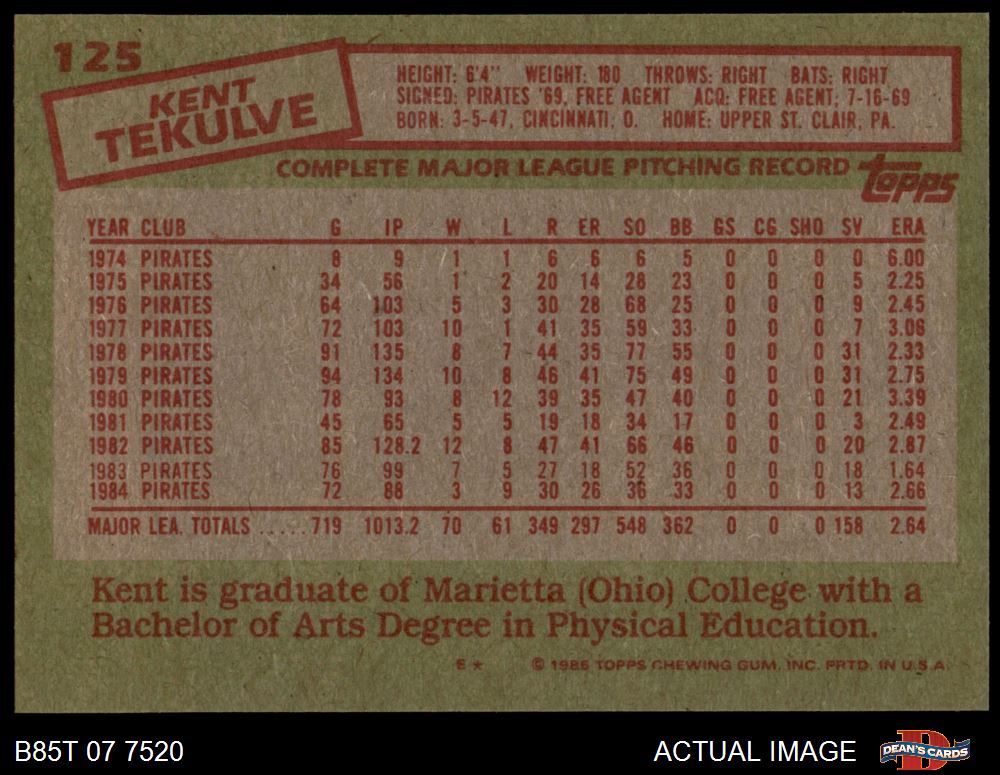 125
KENT
TEKULVE
HEIGHT: 6'4" WEIGHT: 180 THROWS: RIGHT BATS: RIGHT
SIGNED: PIRATES '69, FREE AGENT ACQ: FREE AGENT, 7-16-69
BORN: 3-5-47, CINCINNATI, O. HOME: UPPER ST. CLAIR, PA.
COMPLETE MAJOR LEAGUE PITCHING RECORD
topps
YEAR CLUB G IP W L R ER SO BB GS CG SHO SV ERA
1974 PIRATES 8 9 1 1 6 6 6 5 0 0 0 0 6.00
1975 PIRATES 34 56 1 2 20 14 28 23 0 0 0 5 2.25
1976 PIRATES 64 103 5 3 30 28 68 25 0 0 0 9 2.45
1977 PIRATES 72 103 10 1 41 35 59 33 0 0 0 7 3.06
1978 PIRATES 91 135 8 7 44 35 77 55 0 0 0 31 2.33
1979 PIRATES 94 134 10 8 46 41 75 49 0 0 0 31 2.75
1980 PIRATES 78 93 8 12 39 35 47 40 0 0 0 21 3.39
1981 PIRATES 45 65 5 5 19 18 34 17 0 0 0 3 2.49
1982 PIRATES 85 128.2 12 8 47 41 66 46 0 0 0 20 2.87
1983 PIRATES 76 99 7 5 27 18 52 36 0 0 0 18 1.64
1984 PIRATES 72 88 3 9 30 26 36 33 0 0 0 13 2.66
MAJOR LEA. TOTALS ..... 719 1013.2 70 61 349 297 548 362 0 0 0 158 2.64
Kent is graduate of Marietta (Ohio) College with a
Bachelor of Arts Degree in Physical Education.
E* © 1985 TOPPS CHEWING GUM, INC. PRTD. IN U.S.A.
B85T 07 7520 ACTUAL IMAGE DEAN'S CARDS